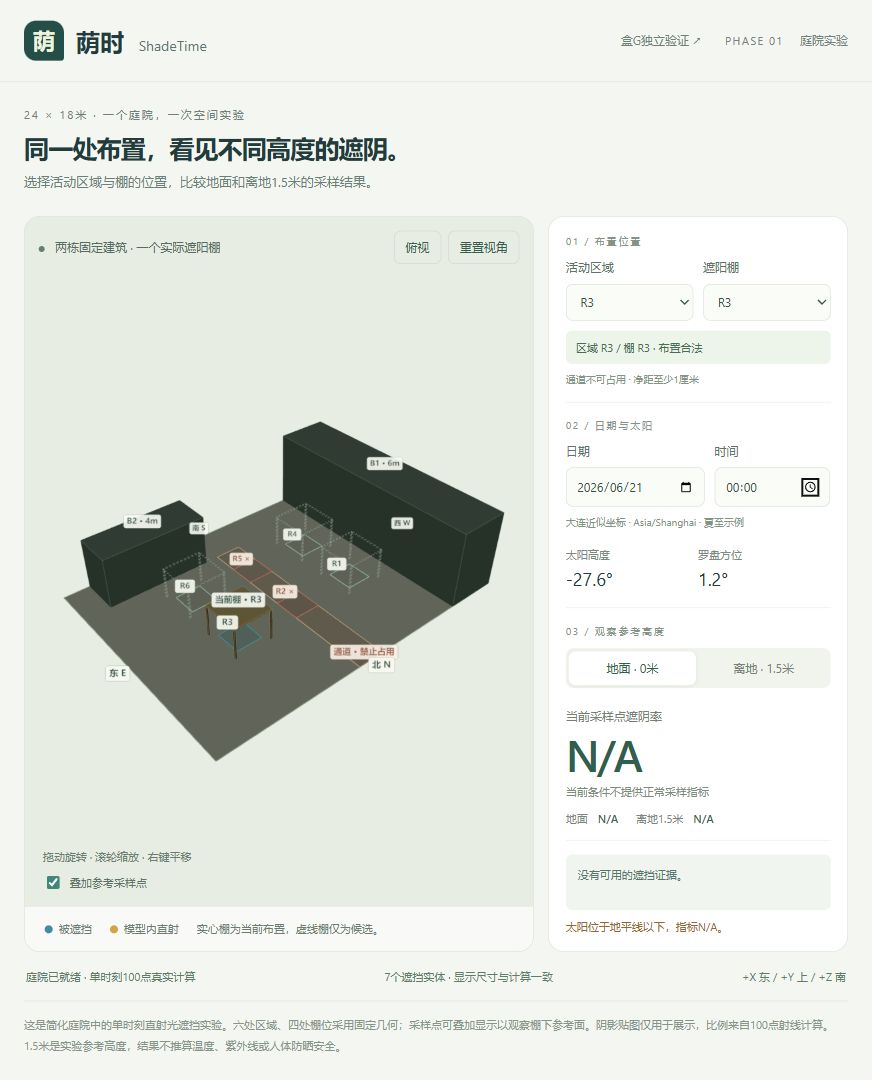 荫 荫时 ShadeTime
盒G独立验证 ↗ PHASE 01 庭院实验
24 × 18米 · 一个庭院，一次空间实验
同一处布置，看见不同高度的遮阴。
选择活动区域与棚的位置，比较地面和离地1.5米的采样结果。
两栋固定建筑 · 一个实际遮阳棚
俯视 重置视角
B1 · 6m
B2 · 4m
南 S
西 W
R4
R5 ×
R1
R6
R2 ×
当前棚 · R3
R3
通道 · 禁止占用
北 N
东 E
拖动旋转 · 滚轮缩放 · 右键平移
叠加参考采样点
被遮挡 模型内直射 实心棚为当前布置，虚线棚仅为候选。
01 / 布置位置
活动区域 遮阳棚
R3 R3
区域 R3 / 棚 R3 · 布置合法
通道不可占用 · 净距至少1厘米
02 / 日期与太阳
日期 时间
2026/06/21 00:00
大连近似坐标 · Asia/Shanghai · 夏至示例
太阳高度 罗盘方位
-27.6° 1.2°
03 / 观察参考高度
地面 · 0米 离地 · 1.5米
当前采样点遮阴率
N/A
当前条件不提供正常采样指标
地面 N/A 离地1.5米 N/A
没有可用的遮挡证据。
太阳位于地平线以下，指标N/A。
庭院已就绪 · 单时刻100点真实计算 7个遮挡实体 · 显示尺寸与计算一致 +X 东 / +Y 上 / +Z 南
这是简化庭院中的单时刻直射光遮挡实验。六处区域、四处棚位采用固定几何；采样点可叠加显示以观察棚下参考面。阴影贴图仅用于展示，比例来自100点射线计算。
1.5米是实验参考高度，结果不推算温度、紫外线或人体防晒安全。